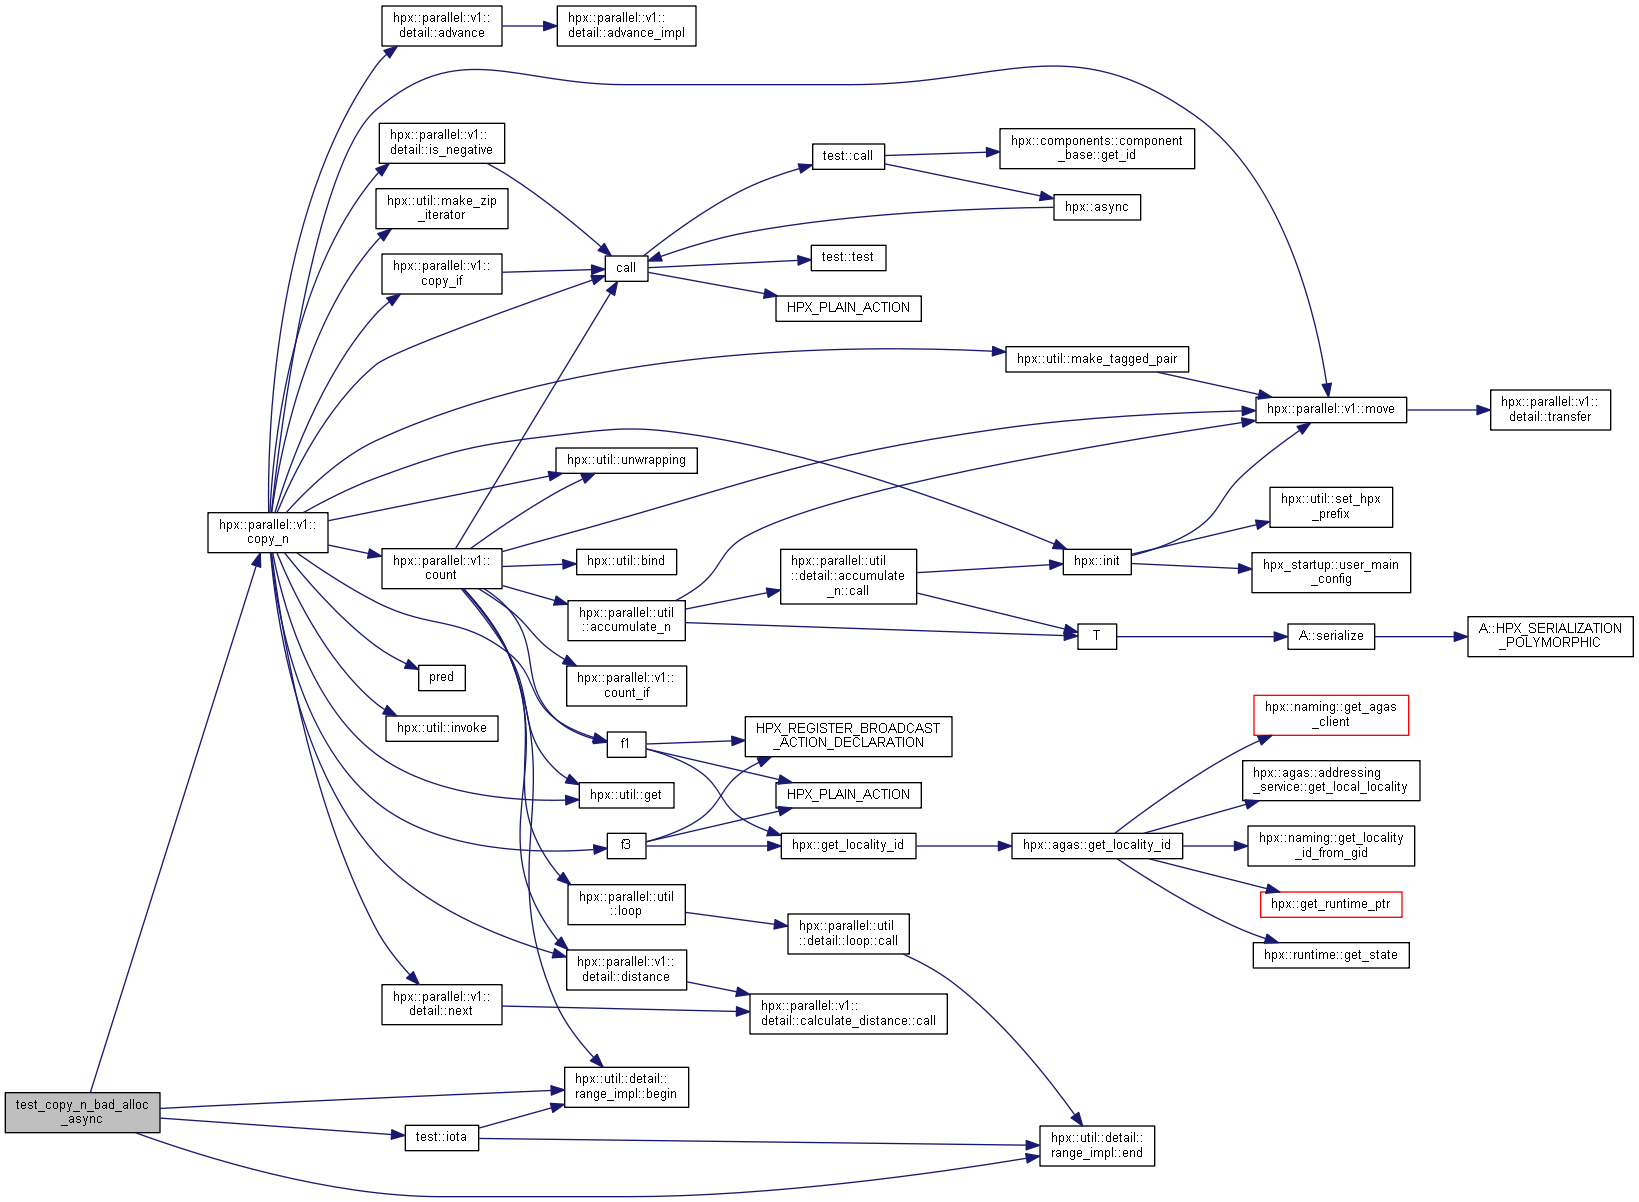 hpx::parallel::v1::
detail::advance
hpx::parallel::v1::
detail::advance_impl
hpx::parallel::v1::
detail::is_negative
test::call
hpx::components::component
_base::get_id
hpx::util::make_zip
_iterator
hpx::async
hpx::parallel::v1::
copy_if
call
test::test
HPX_PLAIN_ACTION
hpx::util::make_tagged_pair
hpx::parallel::v1::move
hpx::parallel::v1::
detail::transfer
hpx::util::unwrapping
hpx::parallel::v1::
copy_n
hpx::util::set_hpx
_prefix
hpx::parallel::v1::
count
hpx::util::bind
hpx::parallel::util
::detail::accumulate
_n::call
hpx::init
hpx_startup::user_main
_config
hpx::parallel::util
::accumulate_n
T
A::serialize
A::HPX_SERIALIZATION
_POLYMORPHIC
pred
hpx::parallel::v1::
count_if
hpx::util::invoke
f1
HPX_REGISTER_BROADCAST
_ACTION_DECLARATION
hpx::naming::get_agas
_client
hpx::util::get
HPX_PLAIN_ACTION
hpx::agas::addressing
_service::get_local_locality
f3
hpx::get_locality_id
hpx::agas::get_locality_id
hpx::naming::get_locality
_id_from_gid
hpx::parallel::util
::loop
hpx::get_runtime_ptr
hpx::parallel::util
::detail::loop::call
hpx::runtime::get_state
hpx::parallel::v1::
detail::distance
hpx::parallel::v1::
detail::next
hpx::parallel::v1::
detail::calculate_distance::call
hpx::util::detail::
range_impl::begin
test_copy_n_bad_alloc
_async
test::iota
hpx::util::detail::
range_impl::end